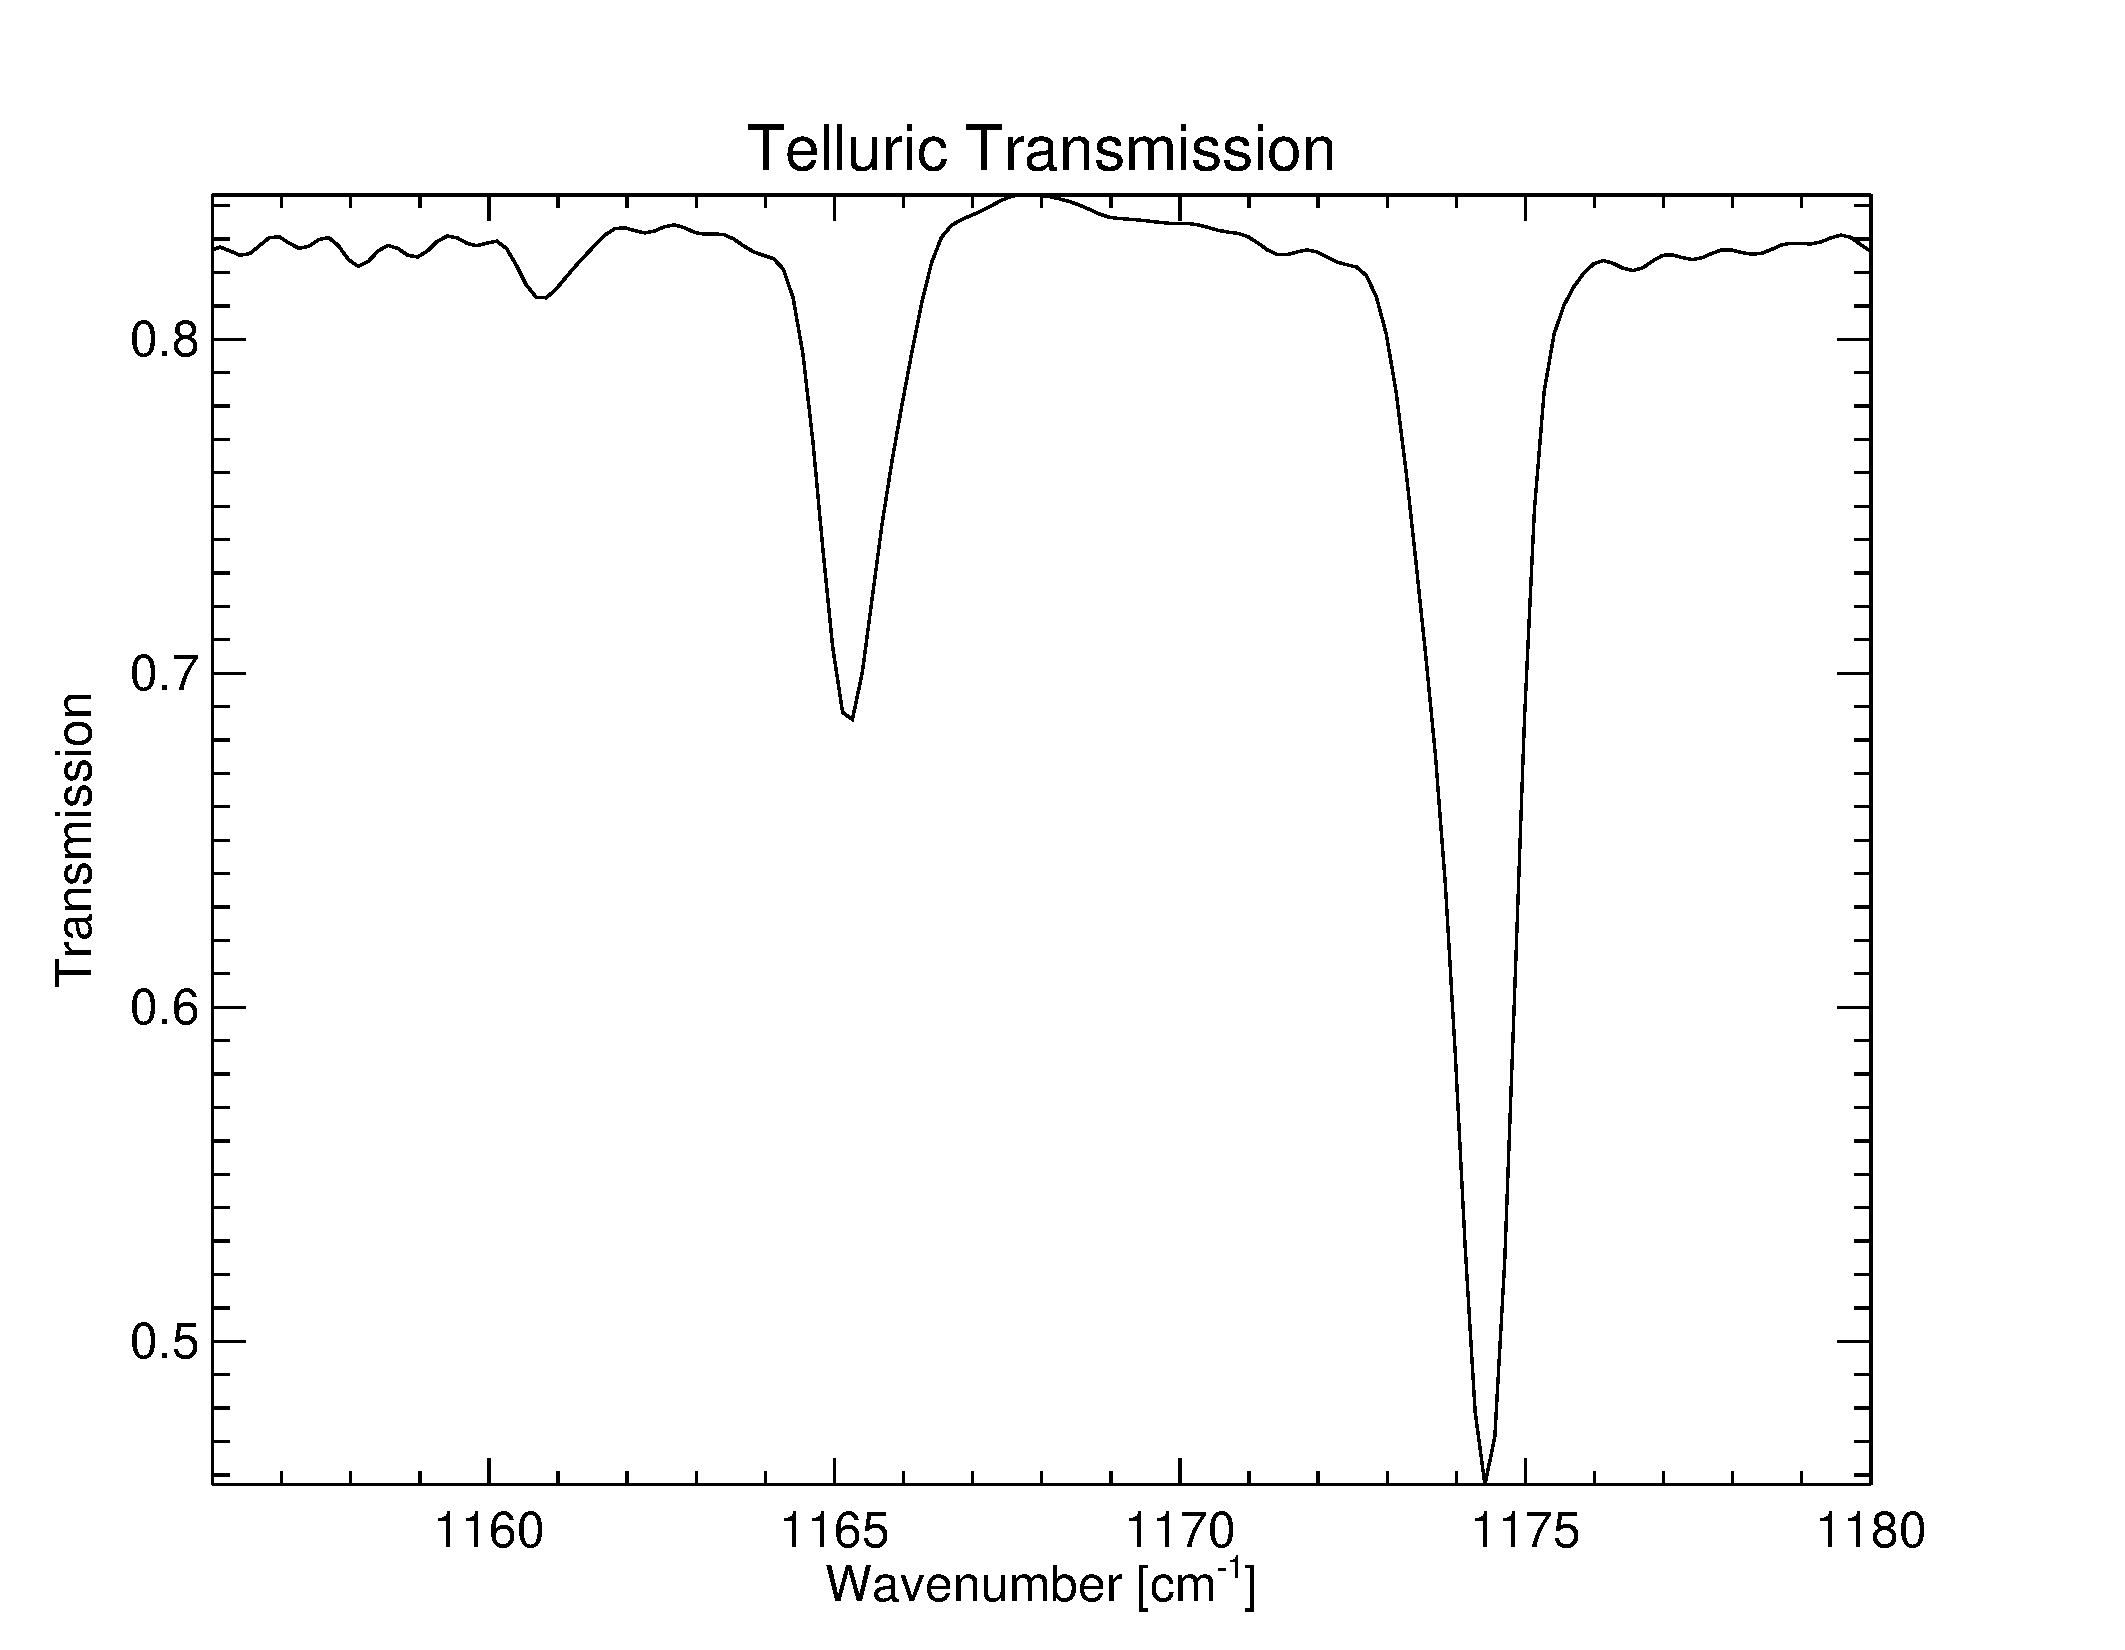 Telluric Transmission
Transmission
0.8
0.7
0.6
0.5
1160 1165 1170 1175 1180
Wavenumber [cm⁻¹]